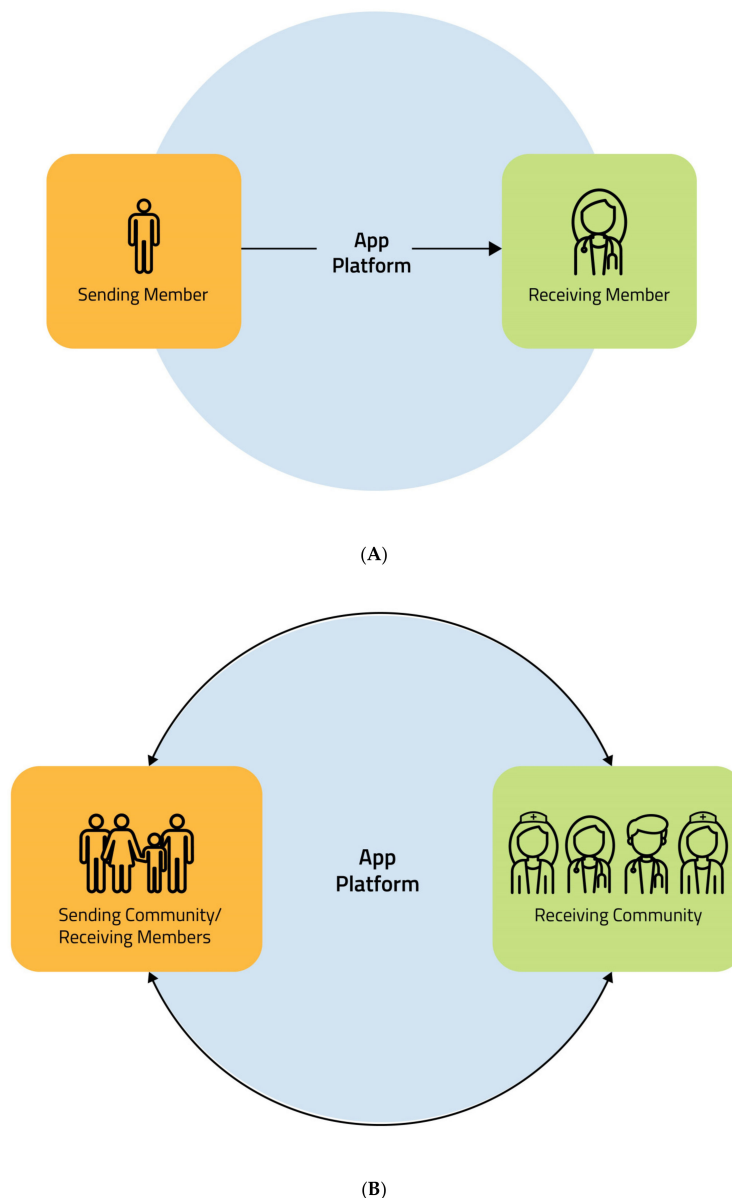 App
Platform
Sending Member
Receiving Member
(A)
App
Platform
Sending Community/
Receiving Members
Receiving Community
(B)